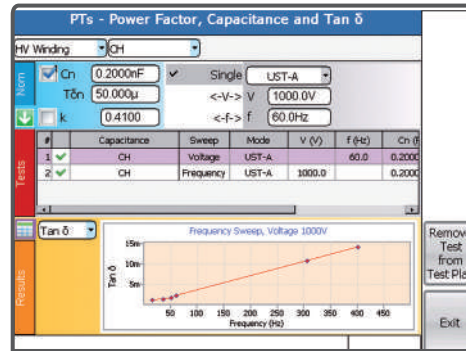 PTs - Power Factor, Capacitance and Tan δ
HV Winding CH
Nom
Cn 0.2000nF Single UST-A
Tδn 50.000µ <-V-> V 1000.0V
k 0.4100 <-f-> f 60.0Hz
Tests
# Capacitance Sweep Mode V (V) f (Hz) Cn (F
1 CH Voltage UST-A 60.0 0.2000
2 CH Frequency UST-A 1000.0 0.2000
Results
Tan δ
Frequency Sweep, Voltage 1000V
Tan δ
15m
10m
5m
50 100 150 200 250 300 350 400 450
Frequency (Hz)
Remove
Test
from
Test Pla
Exit